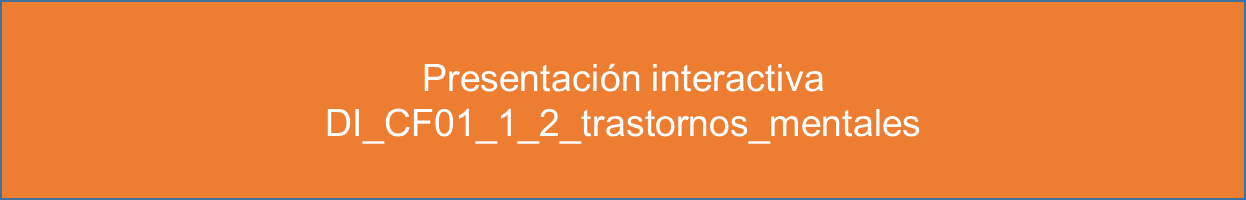 Presentación interactiva
DI_CF01_1_2_trastornos_mentales